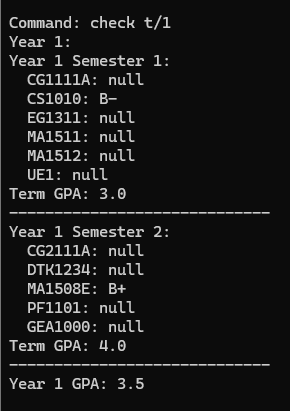 Command: check t/1
Year 1:
Year 1 Semester 1:
  CG1111A: null
  CS1010: B-
  EG1311: null
  MA1511: null
  MA1512: null
  UE1: null
Term GPA: 3.0
-----------------------------
Year 1 Semester 2:
  CG2111A: null
  DTK1234: null
  MA1508E: B+
  PF1101: null
  GEA1000: null
Term GPA: 4.0
-----------------------------
Year 1 GPA: 3.5